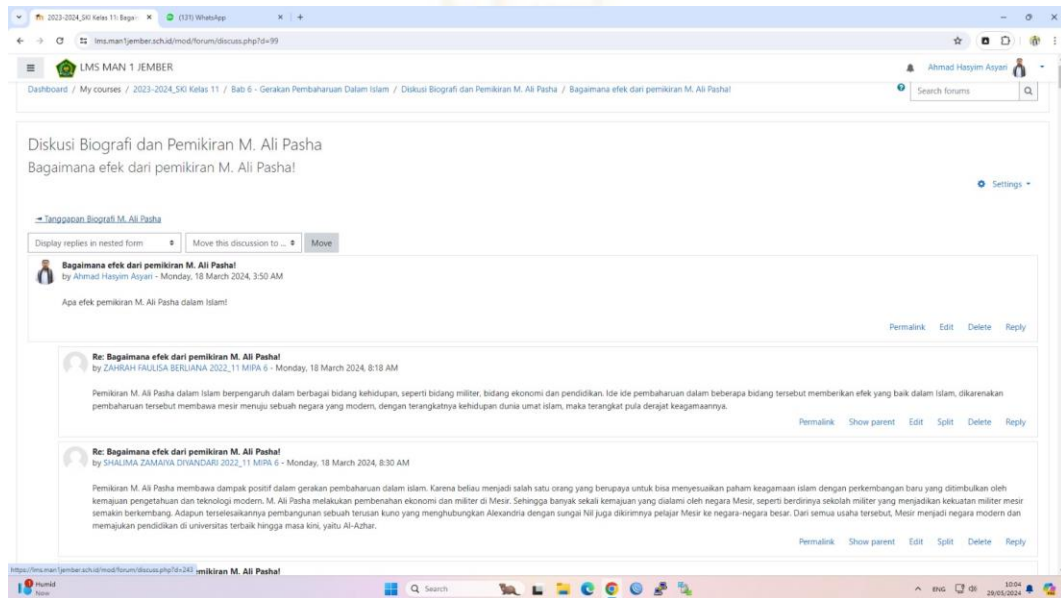 2023-2024_SKI Kelas 11: Bagai
(131) WhatsApp
lms.man1jember.sch.id/mod/forum/discuss.php?d=99
LMS MAN 1 JEMBER
Ahmad Hasyim Asyari
Dashboard / My courses / 2023-2024_SKI Kelas 11 / Bab 6 - Gerakan Pembaharuan Dalam Islam / Diskusi Biografi dan Pemikiran M. Ali Pasha / Bagaimana efek dari pemikiran M. Ali Pasha!
Search forums
Diskusi Biografi dan Pemikiran M. Ali Pasha
Bagaimana efek dari pemikiran M. Ali Pasha!
Settings
Tanggapan Biografi M. Ali Pasha
Display replies in nested form
Move this discussion to ...
Move
Bagaimana efek dari pemikiran M. Ali Pasha!
by Ahmad Hasyim Asyari - Monday, 18 March 2024, 3:50 AM
Apa efek pemikiran M. Ali Pasha dalam Islam!
Permalink Edit Delete Reply
Re: Bagaimana efek dari pemikiran M. Ali Pasha!
by ZAHRAH FAULISA BERLIANA 2022_11 MIPA 6 - Monday, 18 March 2024, 8:18 AM
Pemikiran M. Ali Pasha dalam Islam berpengaruh dalam berbagai bidang kehidupan, seperti bidang militer, bidang ekonomi dan pendidikan. Ide ide pembaharuan dalam beberapa bidang tersebut memberikan efek yang baik dalam Islam, dikarenakan
pembaharuan tersebut membawa mesir menuju sebuah negara yang modern, dengan terangkatnya kehidupan dunia umat islam, maka terangkat pula derajat keagamaannya.
Permalink Show parent Edit Split Delete Reply
Re: Bagaimana efek dari pemikiran M. Ali Pasha!
by SHALIMA ZAMAIYA DIYANDARI 2022_11 MIPA 6 - Monday, 18 March 2024, 8:30 AM
Pemikiran M. Ali Pasha membawa dampak positif dalam gerakan pembaharuan dalam islam. Karena beliau menjadi salah satu orang yang berupaya untuk bisa menyesuaikan paham keagamaan islam dengan perkembangan baru yang ditimbulkan oleh
kemajuan pengetahuan dan teknologi modern. M. Ali Pasha melakukan pembenahan ekonomi dan militer di Mesir. Sehingga banyak sekali kemajuan yang dialami oleh negara Mesir, seperti berdirinya sekolah militer yang menjadikan kekuatan militer mesir
semakin berkembang. Adapun terselesaikannya pembangunan sebuah terusan kuno yang menghubungkan Alexandria dengan sungai Nil juga dikirimnya pelajar Mesir ke negara-negara besar. Dari semua usaha tersebut, Mesir menjadi negara modern dan
memajukan pendidikan di universitas terbaik hingga masa kini, yaitu Al-Azhar.
Permalink Show parent Edit Split Delete Reply
https://lms.man1jember.sch.id/mod/forum/discuss.php?d=243
emikiran M. Ali Pasha!
Humid
Now
Search
ENG
10:04
29/05/2024